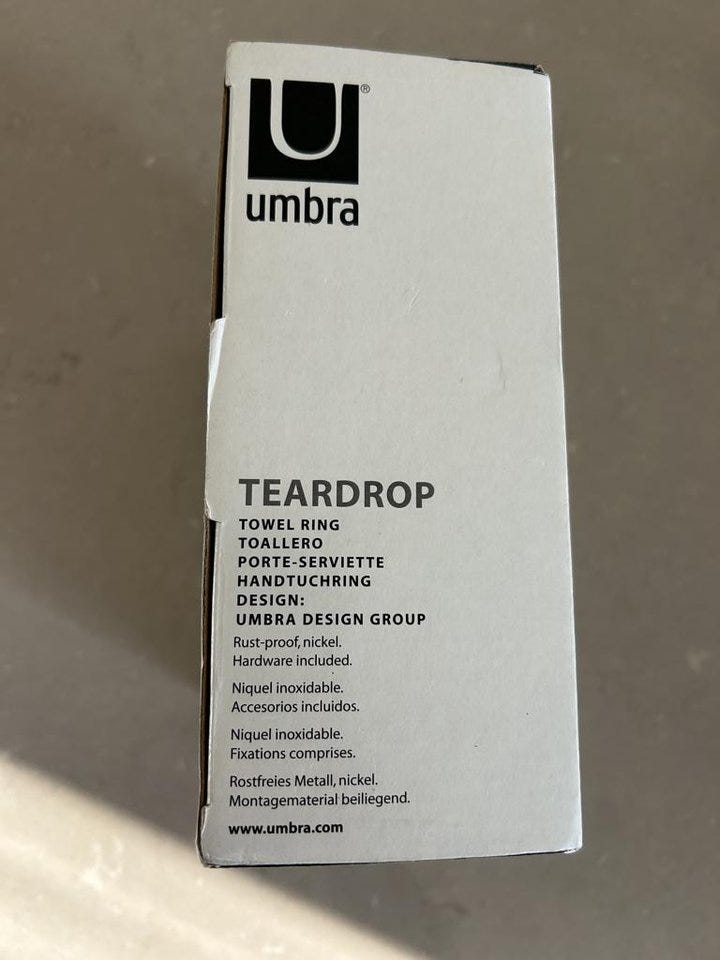 U®
umbra
TEARDROP
TOWEL RING
TOALLERO
PORTE-SERVIETTE
HANDTUCHRING
DESIGN:
UMBRA DESIGN GROUP
Rust-proof, nickel.
Hardware included.
Niquel inoxidable.
Accesorios incluidos.
Niquel inoxidable.
Fixations comprises.
Rostfreies Metall, nickel.
Montagematerial beiliegend.
www.umbra.com